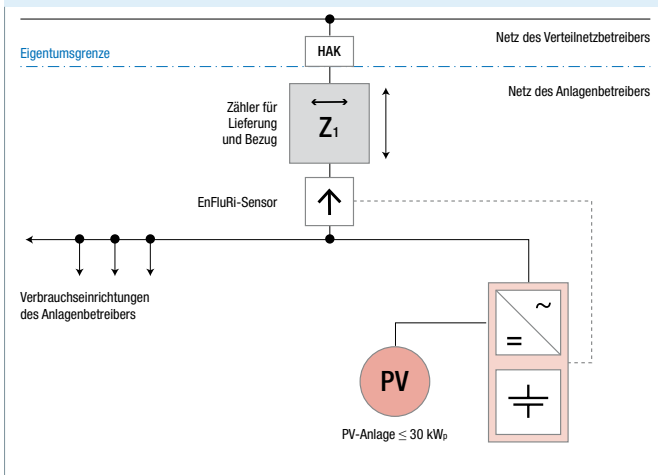 Netz des Verteilnetzbetreibers
HAK
Eigentumsgrenze
Netz des Anlagenbetreibers
Zähler für
Lieferung
und Bezug
Z1
EnFluRi-Sensor
Verbrauchseinrichtungen
des Anlagenbetreibers
~
=
PV
PV-Anlage ≤ 30 kWp